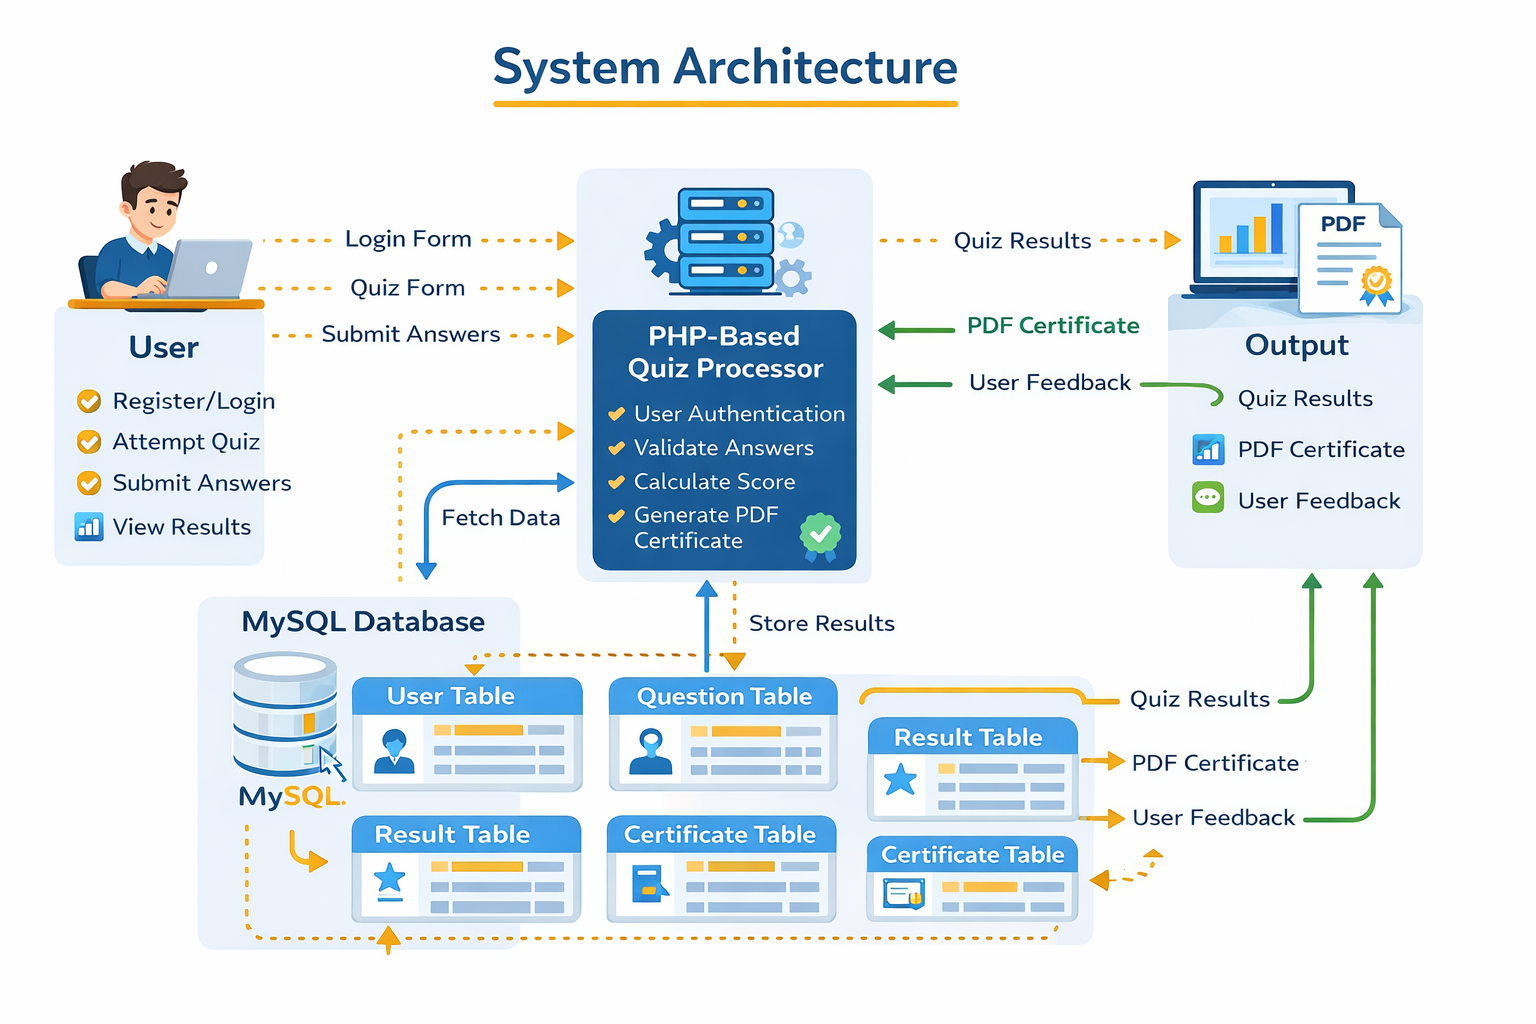 System Architecture
Login Form
Quiz Form
Submit Answers
User
Register/Login
Attempt Quiz
Submit Answers
View Results
PHP-Based
Quiz Processor
User Authentication
Validate Answers
Calculate Score
Generate PDF
Certificate
Quiz Results
PDF Certificate
User Feedback
PDF
Output
Quiz Results
PDF Certificate
User Feedback
Fetch Data
Store Results
MySQL Database
MySQL.
User Table
Question Table
Result Table
Certificate Table
Result Table
Certificate Table
Quiz Results
PDF Certificate
User Feedback